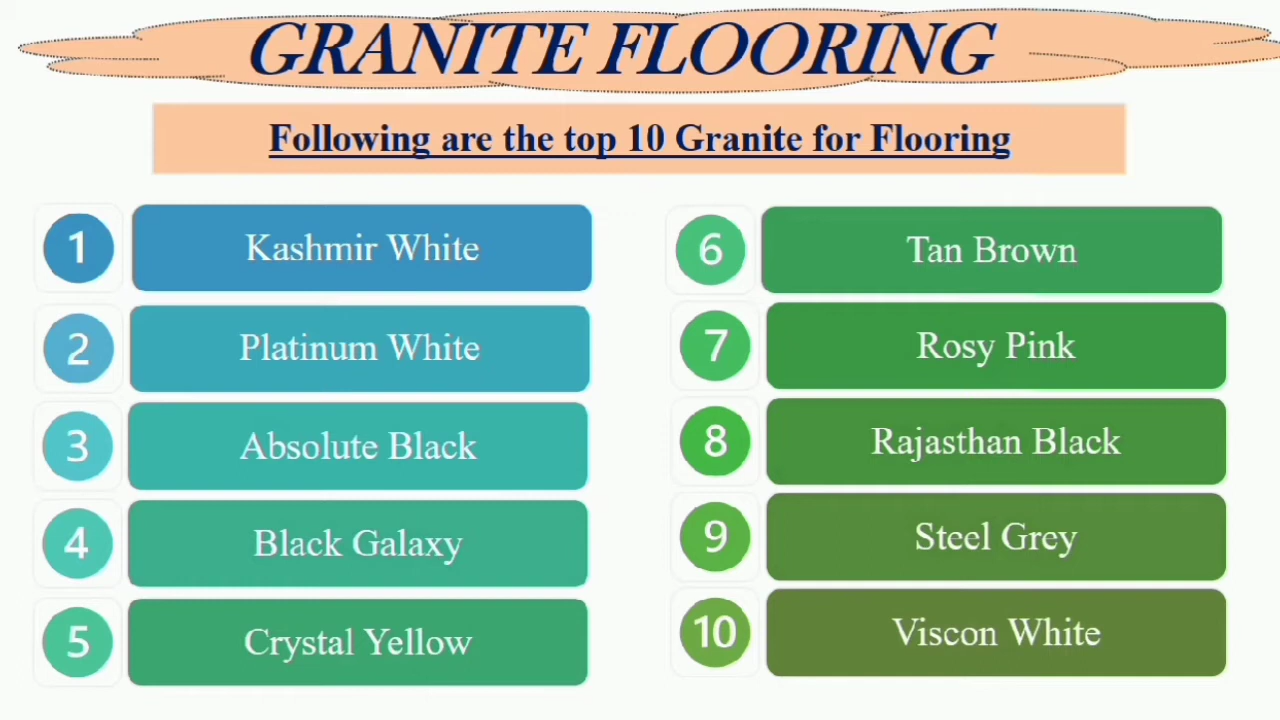 GRANITE FLOORING
Following are the top 10 Granite for Flooring
1 Kashmir White
2 Platinum White
3 Absolute Black
4 Black Galaxy
5 Crystal Yellow
6 Tan Brown
7 Rosy Pink
8 Rajasthan Black
9 Steel Grey
10 Viscon White